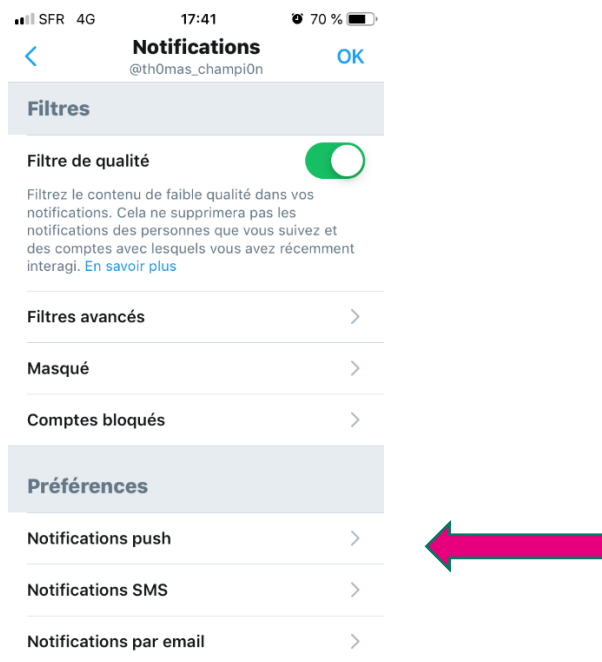 SFR 4G 17:41 70 %
Notifications
@th0mas_champi0n
OK
Filtres
Filtre de qualité
Filtrez le contenu de faible qualité dans vos
notifications. Cela ne supprimera pas les
notifications des personnes que vous suivez et
des comptes avec lesquels vous avez récemment
interagi. En savoir plus
Filtres avancés
Masqué
Comptes bloqués
Préférences
Notifications push
Notifications SMS
Notifications par email